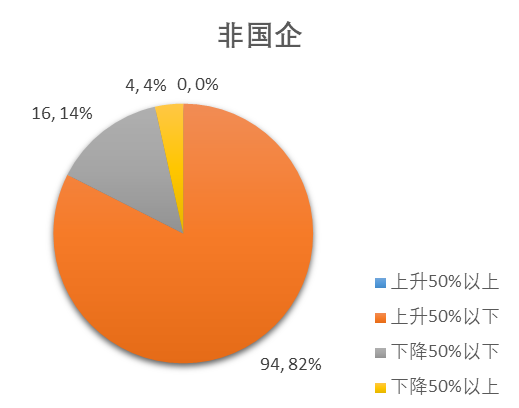 非国企
4, 4%
0, 0%
16, 14%
94, 82%
上升50%以上
上升50%以下
下降50%以下
下降50%以上